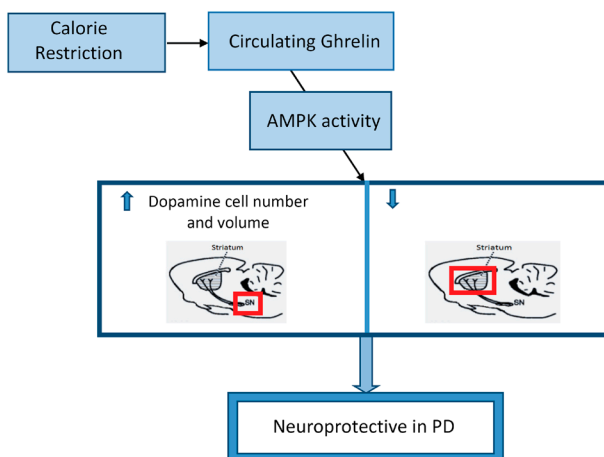 Calorie
Restriction
Circulating Ghrelin
AMPK activity
Dopamine cell number
and volume
Striatum
SN
Striatum
SN
Neuroprotective in PD